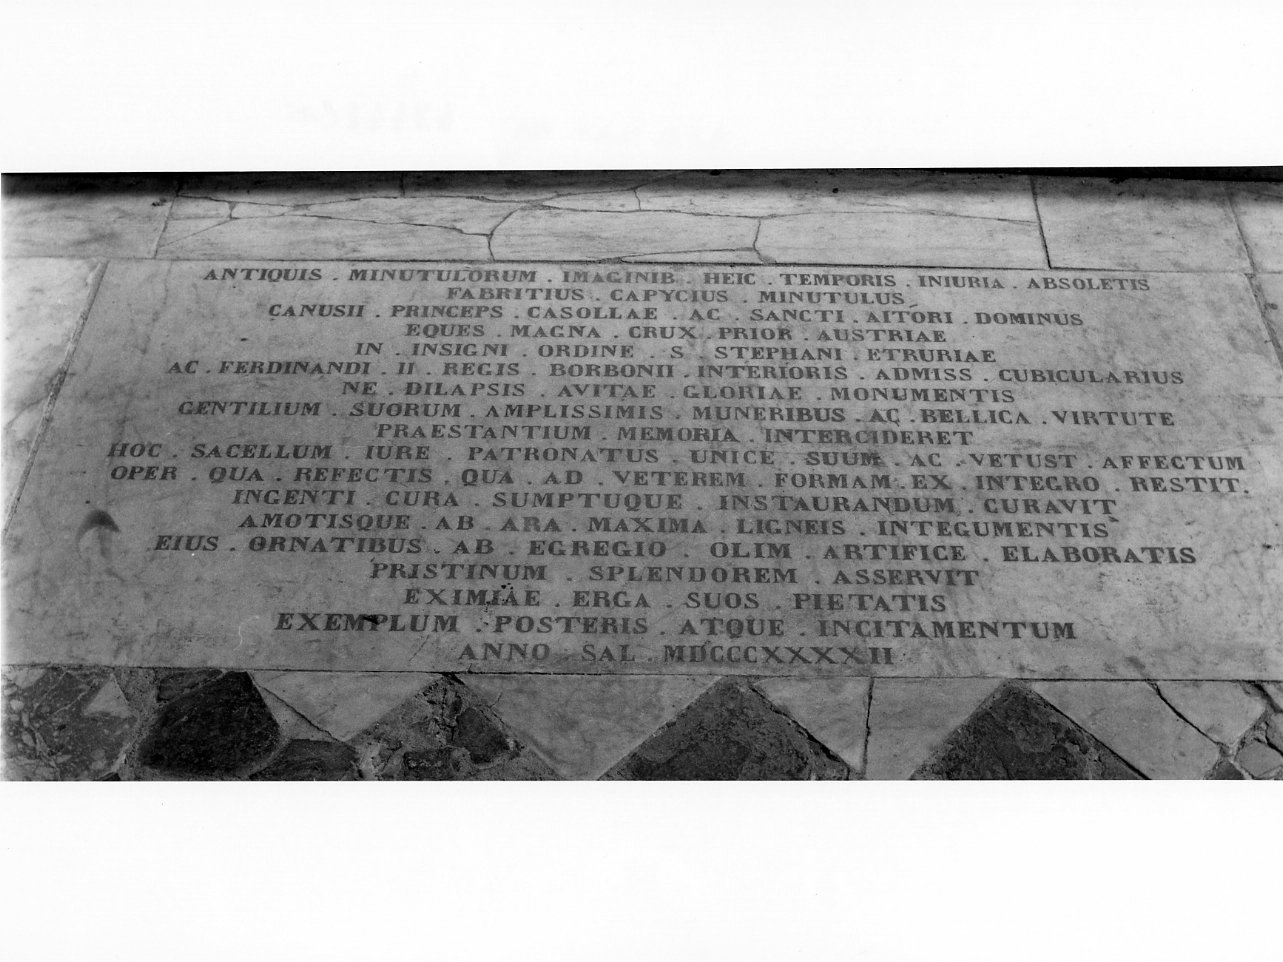 ANTIQUIS . MINUTULORUM . IMAGINIB . HEIC . TEMPORIS . INIURIA . ABSOLETIS
FABRITIUS . CAPYCIUS . MINUTULUS
CANUSII . PRINCEPS . CASOLLAE . AC . SANCTI . AITORI . DOMINUS
EQUES . MAGNA . CRUX . PRIOR . AUSTRIAE
IN . INSIGNI . ORDINE . S . STEPHANI . ETRURIAE
AC . FERDINANDI . II . REGIS . BORBONII . INTERIORIS . ADMISS . CUBICULARIUS
NE . DILAPSIS . AVITAE . GLORIAE . MONUMENTIS
GENTILIUM . SUORUM . AMPLISSIMIS . MUNERIBUS . AC . BELLICA . VIRTUTE
PRAESTANTIUM . MEMORIA . INTERCIDERET
HOC . SACELLUM . IURE . PATRONATUS . UNICE . SUUM . AC . VETUST . AFFECTUM
OPER . QUA . REFECTIS . QUA . AD . VETEREM . FORMAM . EX . INTEGRO . RESTIT .
INGENTI . CURA . SUMPTUQUE . INSTAURANDUM . CURAVIT
AMOTISQUE . AB . ARA . MAXIMA . LIGNEIS . INTEGUMENTIS
EIUS . ORNATIBUS . AB . EGREGIO . OLIM . ARTIFICE . ELABORATIS
PRISTINUM . SPLENDOREM . ASSERVIT
EXIMIAE . ERGA . SUOS . PIETATIS
EXEMPLUM . POSTERIS . ATQUE . INCITAMENTUM
ANNO . SAL . MDCCCXXXXII